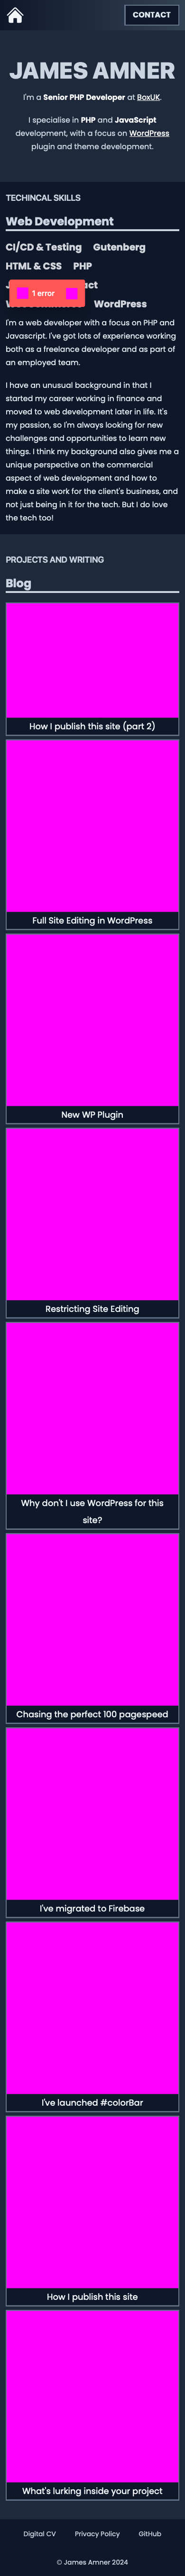 CONTACT
JAMES AMNER
I'm a Senior PHP Developer at BoxUK.
I specialise in PHP and JavaScript
development, with a focus on WordPress
plugin and theme development.
TECHINCAL SKILLS
Web Development
CI/CD & Testing Gutenberg
HTML & CSS PHP
1 error
WordPress
I'm a web developer with a focus on PHP and
Javascript. I've got lots of experience working
both as a freelance developer and as part of
an employed team.
I have an unusual background in that I
started my career working in finance and
moved to web development later in life. It's
my passion, so I'm always looking for new
challenges and opportunities to learn new
things. I think my background also gives me a
unique perspective on the commercial
aspect of web development and how to
make a site work for the client's business, and
not just being in it for the tech. But I do love
the tech too!
PROJECTS AND WRITING
Blog
How I publish this site (part 2)
Full Site Editing in WordPress
New WP Plugin
Restricting Site Editing
Why don't I use WordPress for this
site?
Chasing the perfect 100 pagespeed
I've migrated to Firebase
I've launched #colorBar
How I publish this site
What's lurking inside your project
Digital CV Privacy Policy GitHub
© James Amner 2024